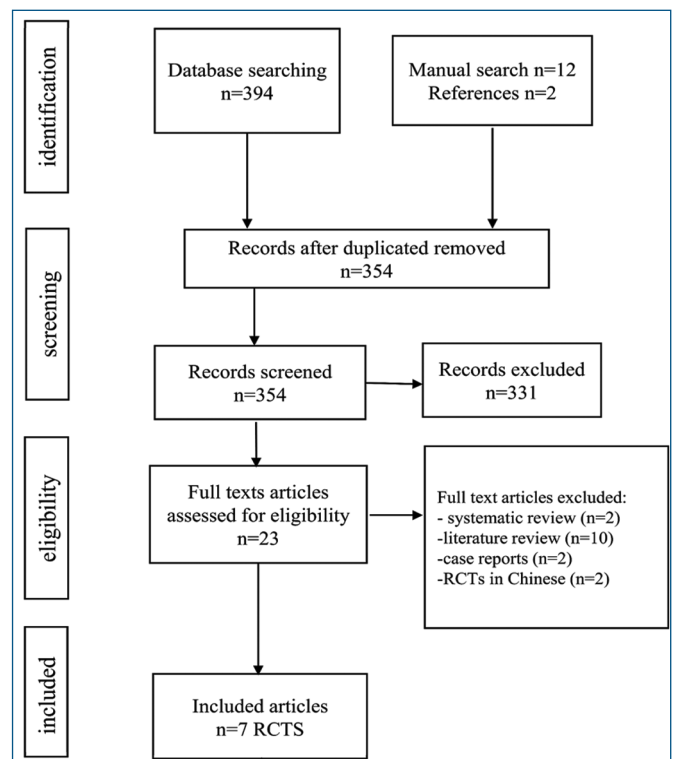 identification
Database searching
n=394
Manual search n=12
References n=2
screening
Records after duplicated removed
n=354
Records screened
n=354
Records excluded
n=331
eligibility
Full texts articles
assessed for eligibility
n=23
Full text articles excluded:
- systematic review (n=2)
-literature review (n=10)
-case reports (n=2)
-RCTs in Chinese (n=2)
included
Included articles
n=7 RCTS